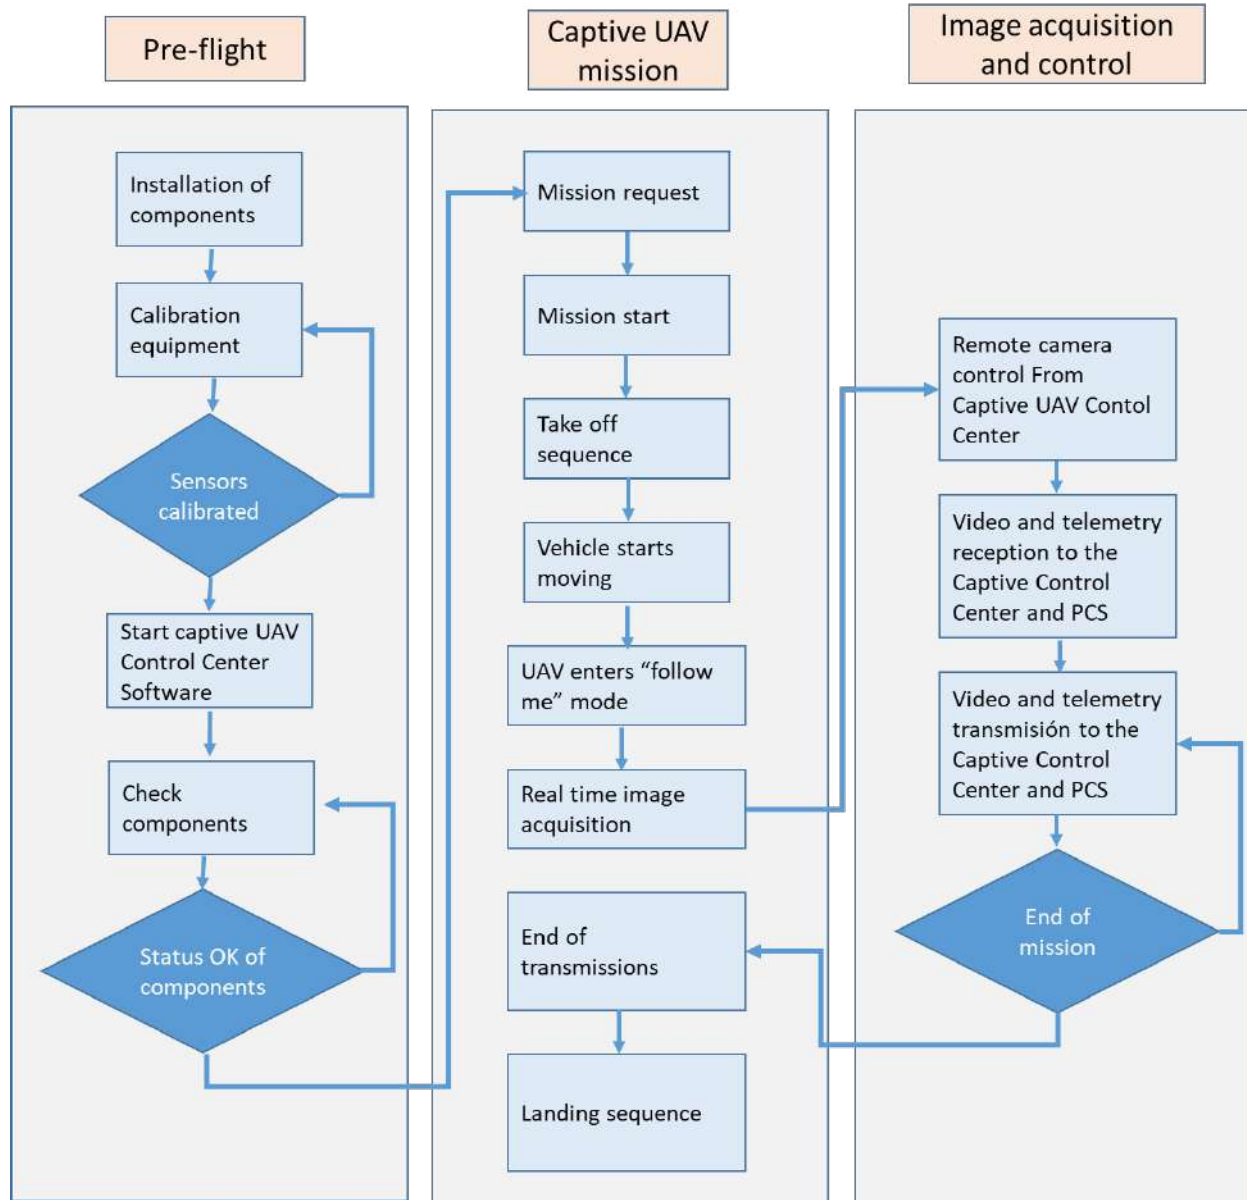 Pre-flight
Installation of
components
Calibration
equipment
Sensors
calibrated
Start captive UAV
Control Center
Software
Check
components
Status OK of
components
Captive UAV
mission
Mission request
Mission start
Take off
sequence
Vehicle starts
moving
UAV enters “follow
me” mode
Real time image
acquisition
End of
transmissions
Landing sequence
Image acquisition
and control
Remote camera
control From
Captive UAV Contol
Center
Video and telemetry
reception to the
Captive Control
Center and PCS
Video and telemetry
transmisión to the
Captive Control
Center and PCS
End of
mission